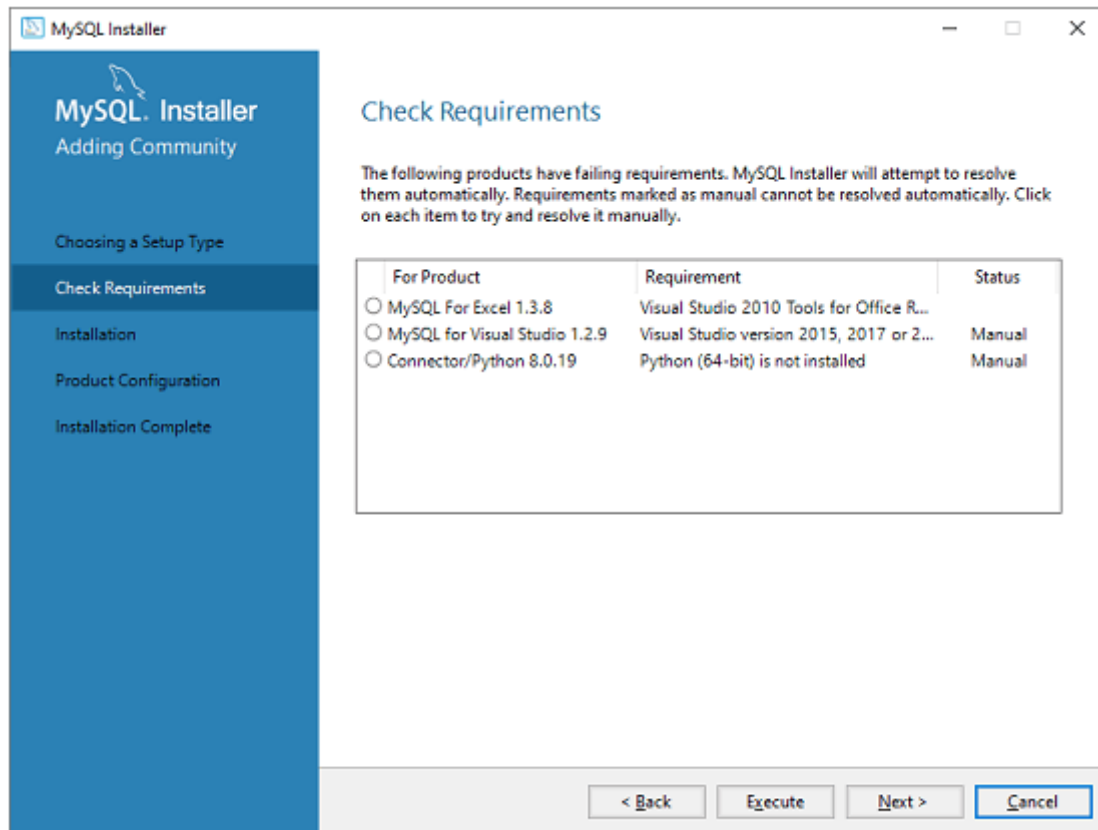 MySQL Installer
MySQL. Installer
Adding Community
Choosing a Setup Type
Check Requirements
Installation
Product Configuration
Installation Complete
Check Requirements
The following products have failing requirements. MySQL Installer will attempt to resolve
them automatically. Requirements marked as manual cannot be resolved automatically. Click
on each item to try and resolve it manually.
For Product Requirement Status
MySQL For Excel 1.3.8 Visual Studio 2010 Tools for Office R...
MySQL for Visual Studio 1.2.9 Visual Studio version 2015, 2017 or 2... Manual
Connector/Python 8.0.19 Python (64-bit) is not installed Manual
< Back Execute Next > Cancel